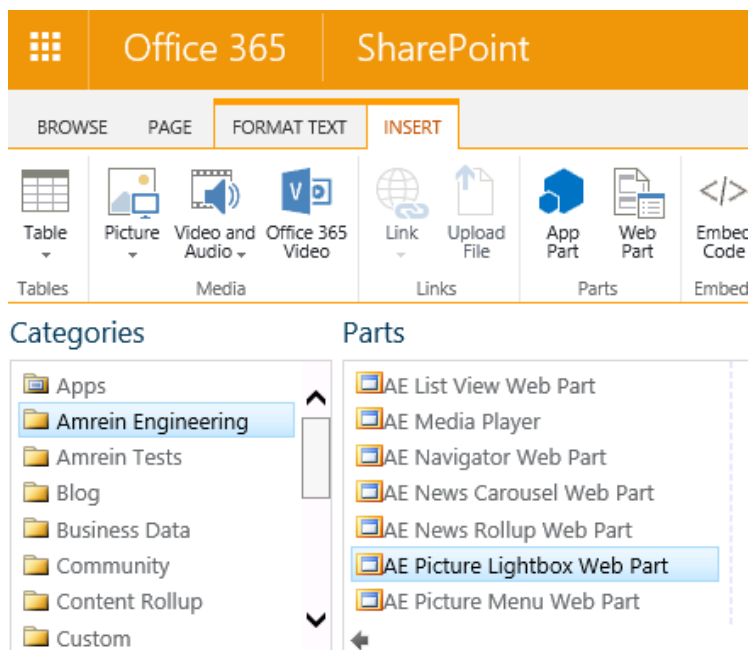 Office 365 SharePoint
BROWSE PAGE FORMAT TEXT INSERT
Table Picture Video and Audio Office 365 Video Link Upload File App Part Web Part Embed Code
Tables Media Links Parts Embed
Categories
Apps
Amrein Engineering
Amrein Tests
Blog
Business Data
Community
Content Rollup
Custom
Parts
AE List View Web Part
AE Media Player
AE Navigator Web Part
AE News Carousel Web Part
AE News Rollup Web Part
AE Picture Lightbox Web Part
AE Picture Menu Web Part